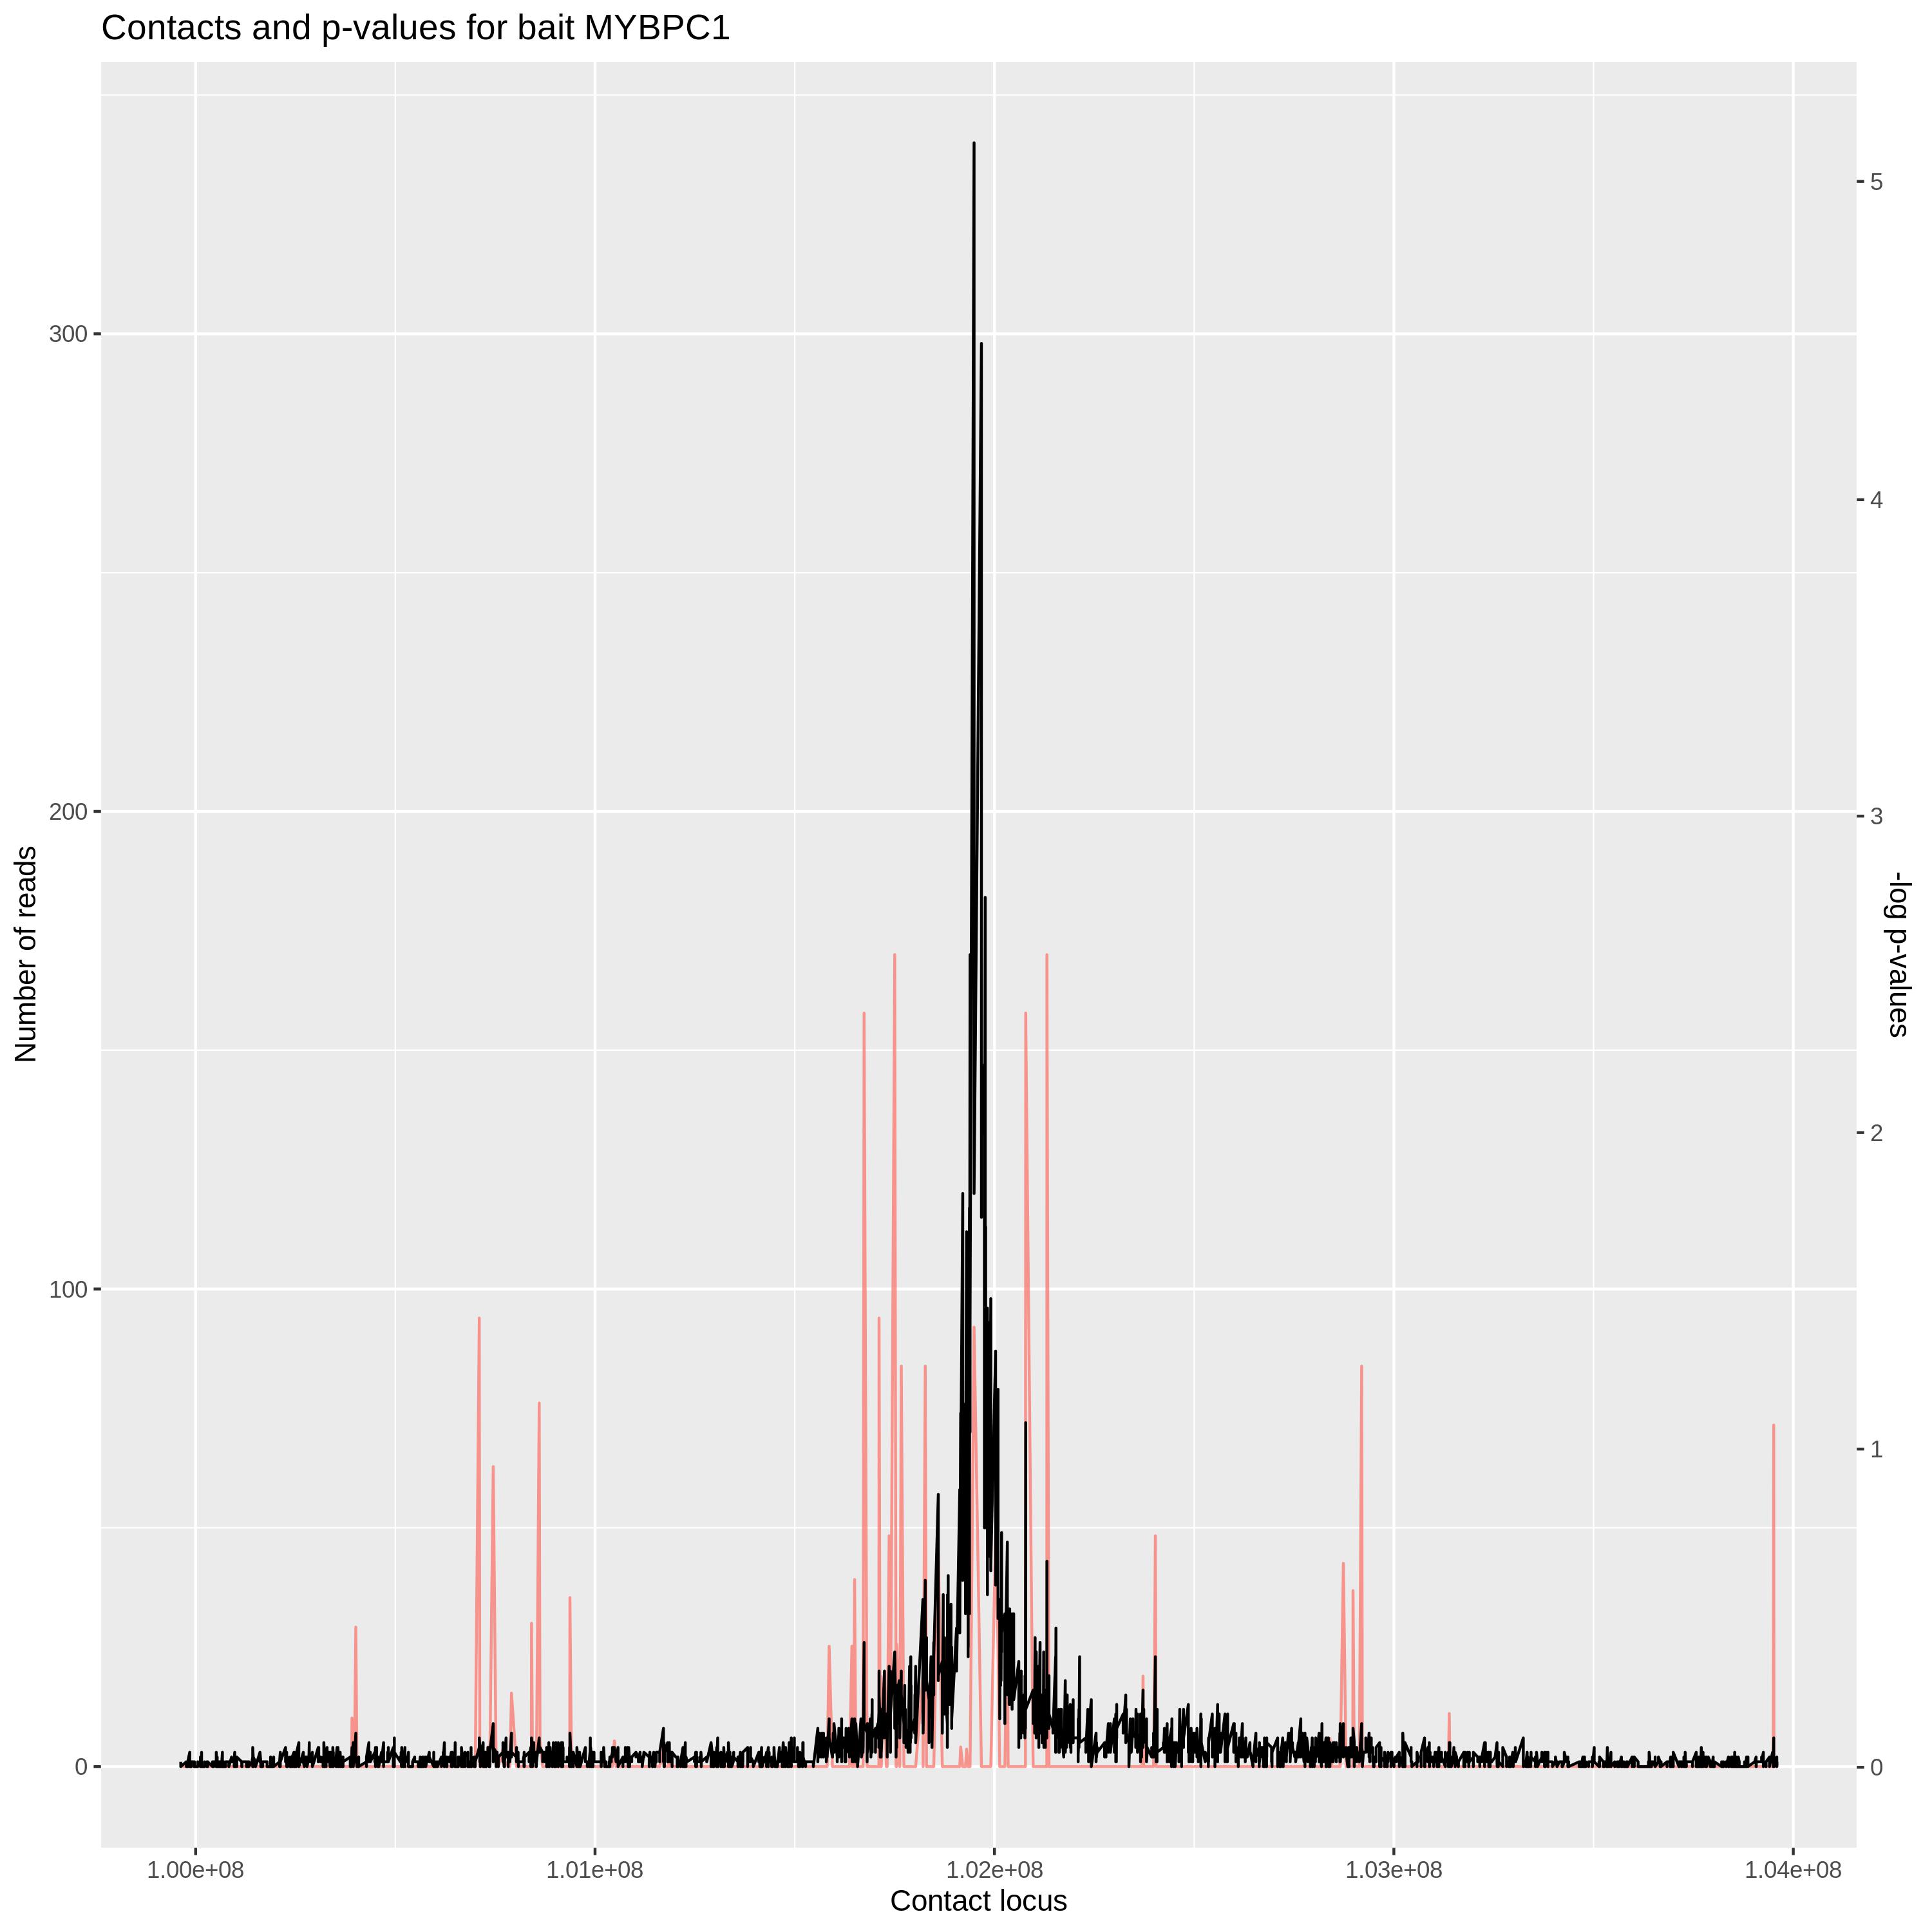 Contacts and p-values for bait MYBPC1
300
200
100
0
Number of reads
5
4
3
2
1
0
-log p-values
1.00e+08
1.01e+08
1.02e+08
1.03e+08
1.04e+08
Contact locus